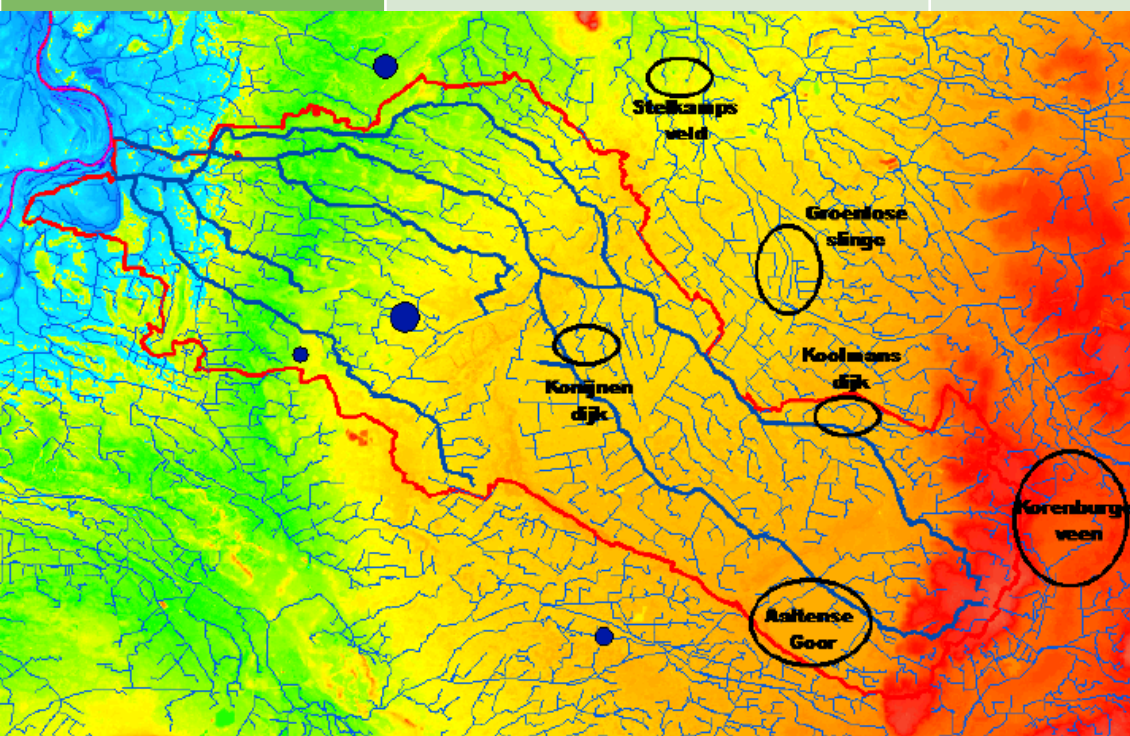 Stelkamps
veld
Groenlose
slinge
Koolmans
dijk
Konijnen
dijk
Korenburg
veen
Aaltense
Goor